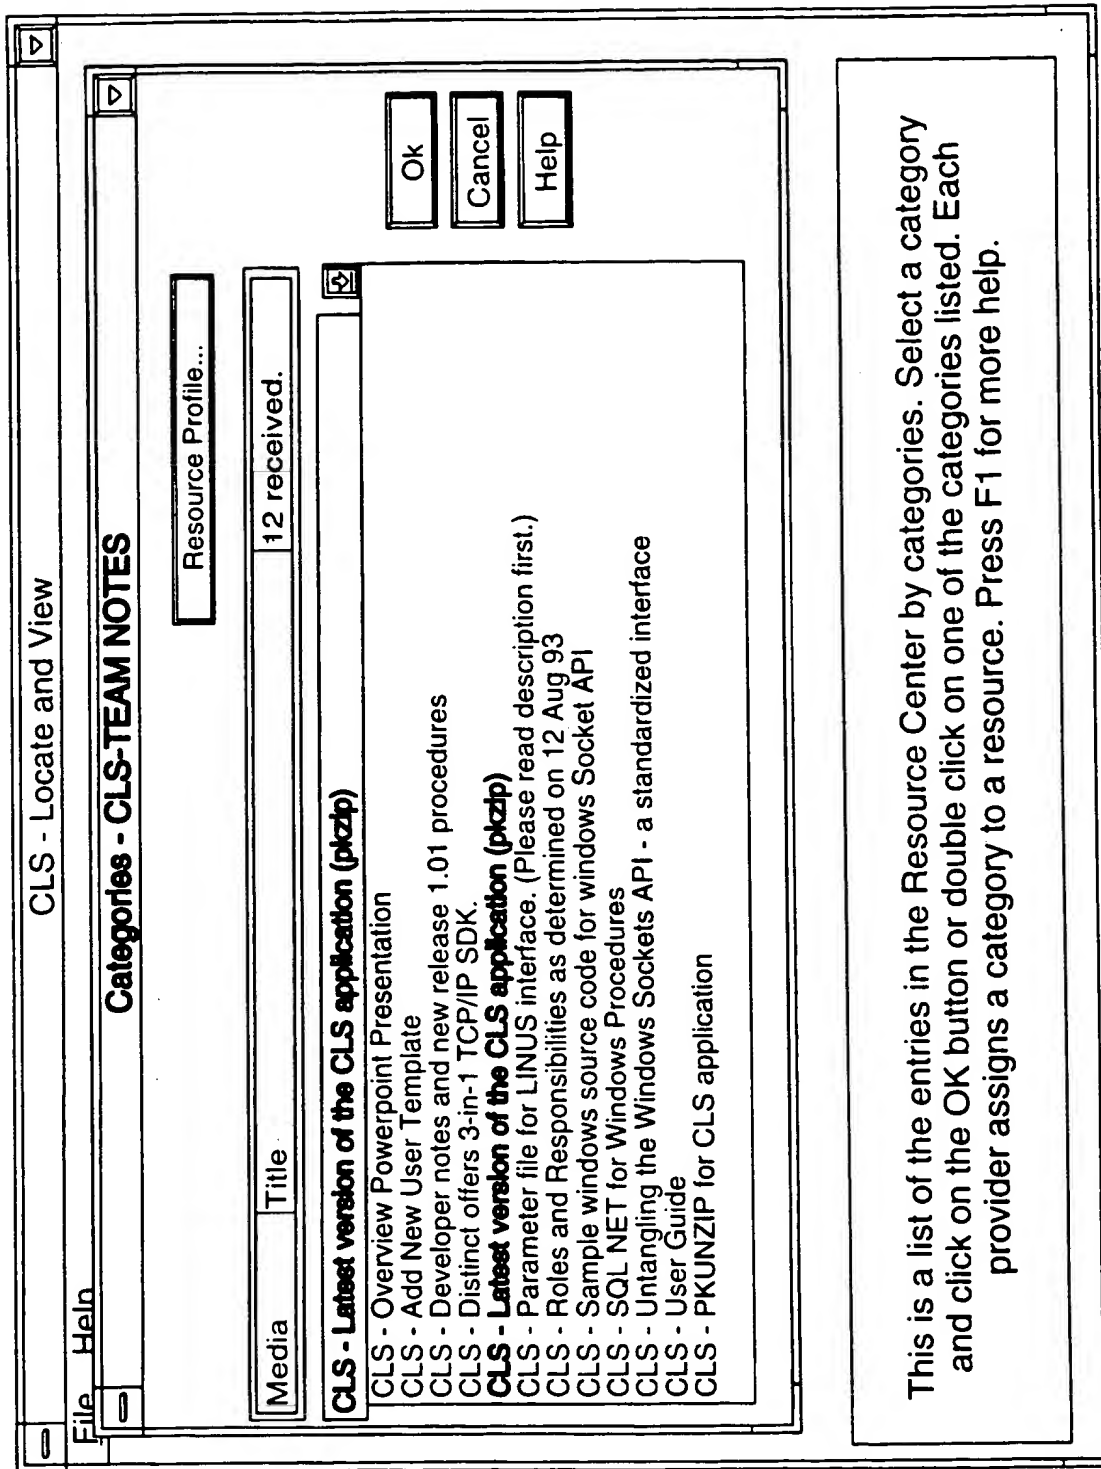 CLS - Locate and View
File Help
Categories - CLS-TEAM NOTES
Resource Profile...
Media Title 12 received.
CLS - Latest version of the CLS application (pkzip)
CLS - Overview Powerpoint Presentation
CLS - Add New User Template
CLS - Developer notes and new release 1.01 procedures
CLS - Distinct offers 3-in-1 TCP/IP SDK.
CLS - Latest version of the CLS application (pkzip)
CLS - Parameter file for LINUS interface. (Please read description first.)
CLS - Roles and Responsibilities as determined on 12 Aug 93
CLS - Sample windows source code for windows Socket API
CLS - SQL NET for Windows Procedures
CLS - Untangling the Windows Sockets API - a standardized interface
CLS - User Guide
CLS - PKUNZIP for CLS application
Ok
Cancel
Help
This is a list of the entries in the Resource Center by categories. Select a category
and click on the OK button or double click on one of the categories listed. Each
provider assigns a category to a resource. Press F1 for more help.